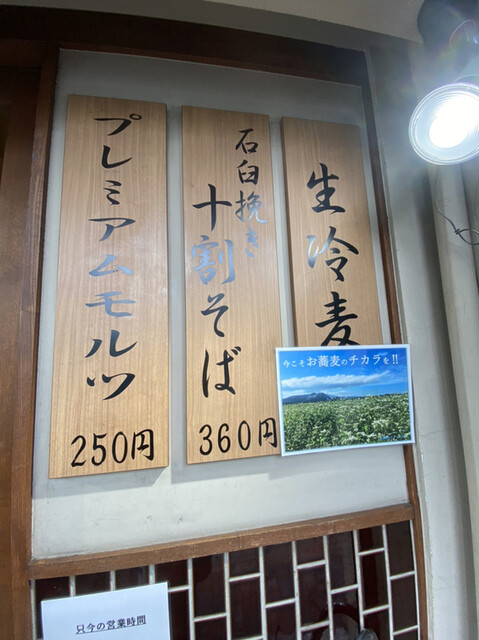 生冷麦
石臼挽き
十割そば
360円
プレミアムモルツ
250円
今こそお蕎麦のチカラを!!
只今の営業時間